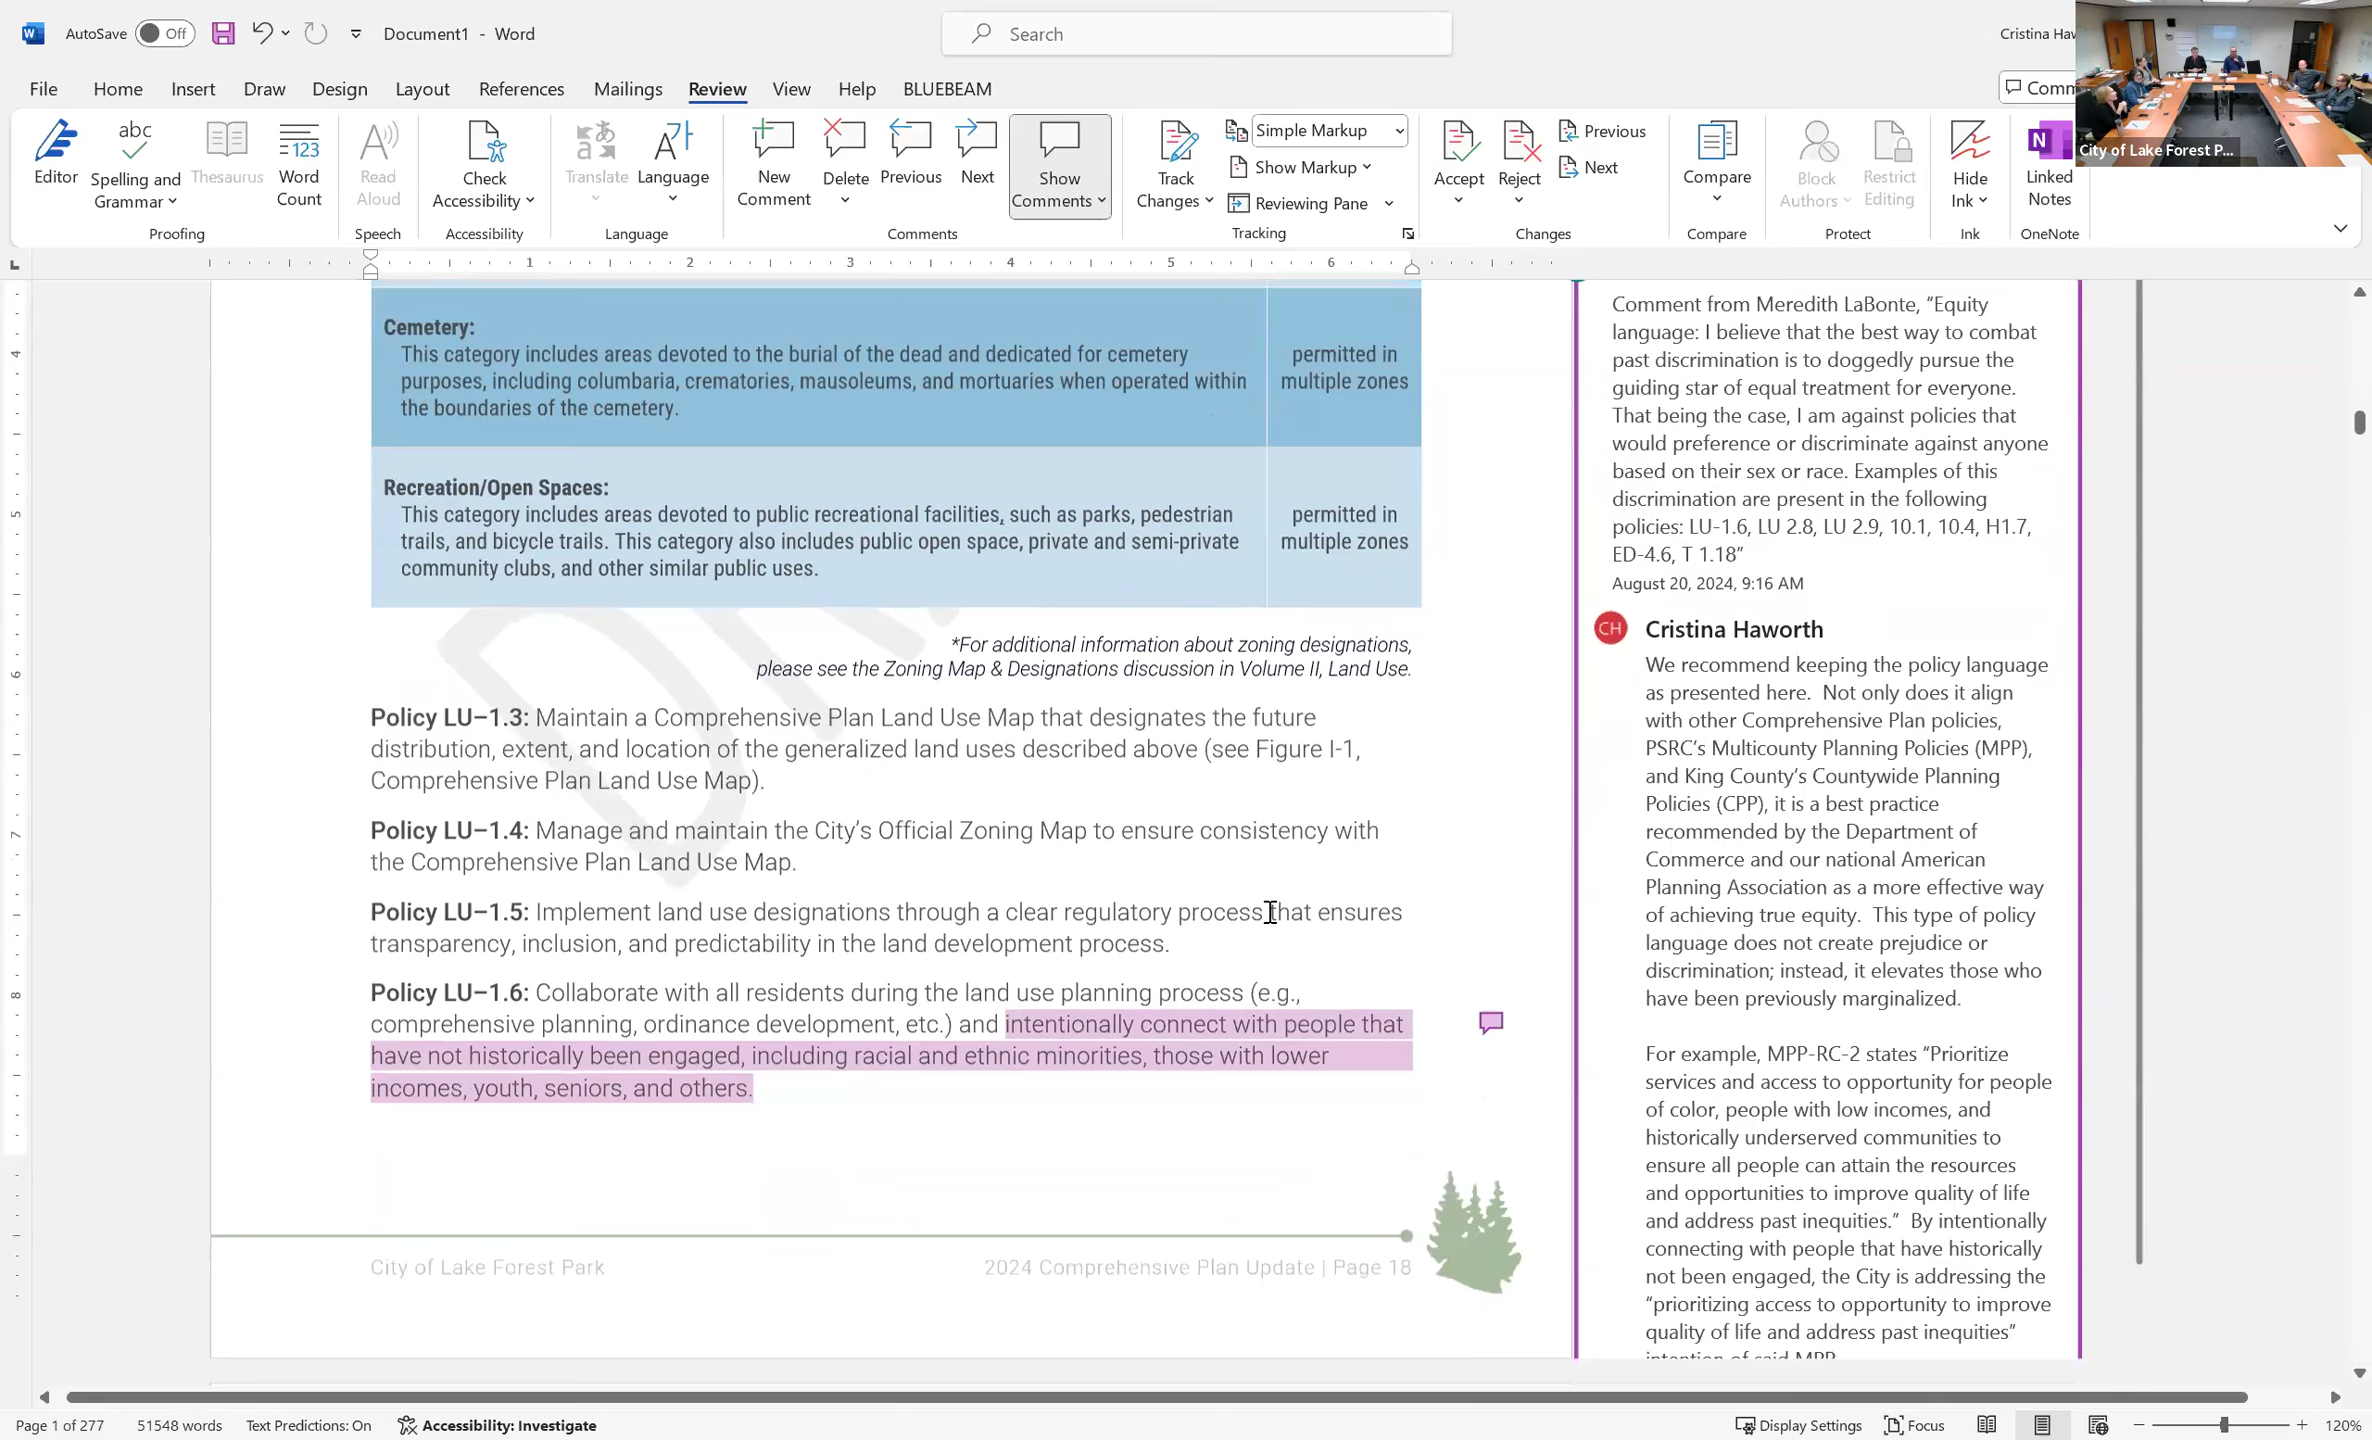 AutoSave Off Document1 - Word
Search
Cristina Haw
File Home Insert Draw Design Layout References Mailings Review View Help BLUEBEAM
Comm
City of Lake Forest P...
Editor
Spelling and Grammar
Thesaurus
Word Count
Proofing
Read Aloud
Speech
Check Accessibility
Accessibility
Translate
Language
Language
New Comment
Delete
Previous
Next
Show Comments
Comments
Track Changes
Simple Markup
Show Markup
Reviewing Pane
Tracking
Accept
Reject
Previous
Next
Changes
Compare
Compare
Block Authors
Restrict Editing
Protect
Hide Ink
Ink
Linked Notes
OneNote
1 2 3 4 5 6
4
5
6
7
8
Cemetery:
This category includes areas devoted to the burial of the dead and dedicated for cemetery
purposes, including columbaria, crematories, mausoleums, and mortuaries when operated within
the boundaries of the cemetery.
permitted in
multiple zones
Recreation/Open Spaces:
This category includes areas devoted to public recreational facilities, such as parks, pedestrian
trails, and bicycle trails. This category also includes public open space, private and semi-private
community clubs, and other similar public uses.
permitted in
multiple zones
*For additional information about zoning designations,
please see the Zoning Map & Designations discussion in Volume II, Land Use.
Policy LU–1.3: Maintain a Comprehensive Plan Land Use Map that designates the future
distribution, extent, and location of the generalized land uses described above (see Figure I-1,
Comprehensive Plan Land Use Map).
Policy LU–1.4: Manage and maintain the City’s Official Zoning Map to ensure consistency with
the Comprehensive Plan Land Use Map.
Policy LU–1.5: Implement land use designations through a clear regulatory process that ensures
transparency, inclusion, and predictability in the land development process.
Policy LU–1.6: Collaborate with all residents during the land use planning process (e.g.,
comprehensive planning, ordinance development, etc.) and intentionally connect with people that
have not historically been engaged, including racial and ethnic minorities, those with lower
incomes, youth, seniors, and others.
City of Lake Forest Park
2024 Comprehensive Plan Update | Page 18
Comment from Meredith LaBonte, “Equity
language: I believe that the best way to combat
past discrimination is to doggedly pursue the
guiding star of equal treatment for everyone.
That being the case, I am against policies that
would preference or discriminate against anyone
based on their sex or race. Examples of this
discrimination are present in the following
policies: LU-1.6, LU 2.8, LU 2.9, 10.1, 10.4, H1.7,
ED-4.6, T 1.18”
August 20, 2024, 9:16 AM
CH Cristina Haworth
We recommend keeping the policy language
as presented here.  Not only does it align
with other Comprehensive Plan policies,
PSRC’s Multicounty Planning Policies (MPP),
and King County’s Countywide Planning
Policies (CPP), it is a best practice
recommended by the Department of
Commerce and our national American
Planning Association as a more effective way
of achieving true equity.  This type of policy
language does not create prejudice or
discrimination; instead, it elevates those who
have been previously marginalized.
For example, MPP-RC-2 states “Prioritize
services and access to opportunity for people
of color, people with low incomes, and
historically underserved communities to
ensure all people can attain the resources
and opportunities to improve quality of life
and address past inequities.”  By intentionally
connecting with people that have historically
not been engaged, the City is addressing the
“prioritizing access to opportunity to improve
quality of life and address past inequities”
intention of said MPP
Page 1 of 277 51548 words Text Predictions: On Accessibility: Investigate
Display Settings Focus 120%